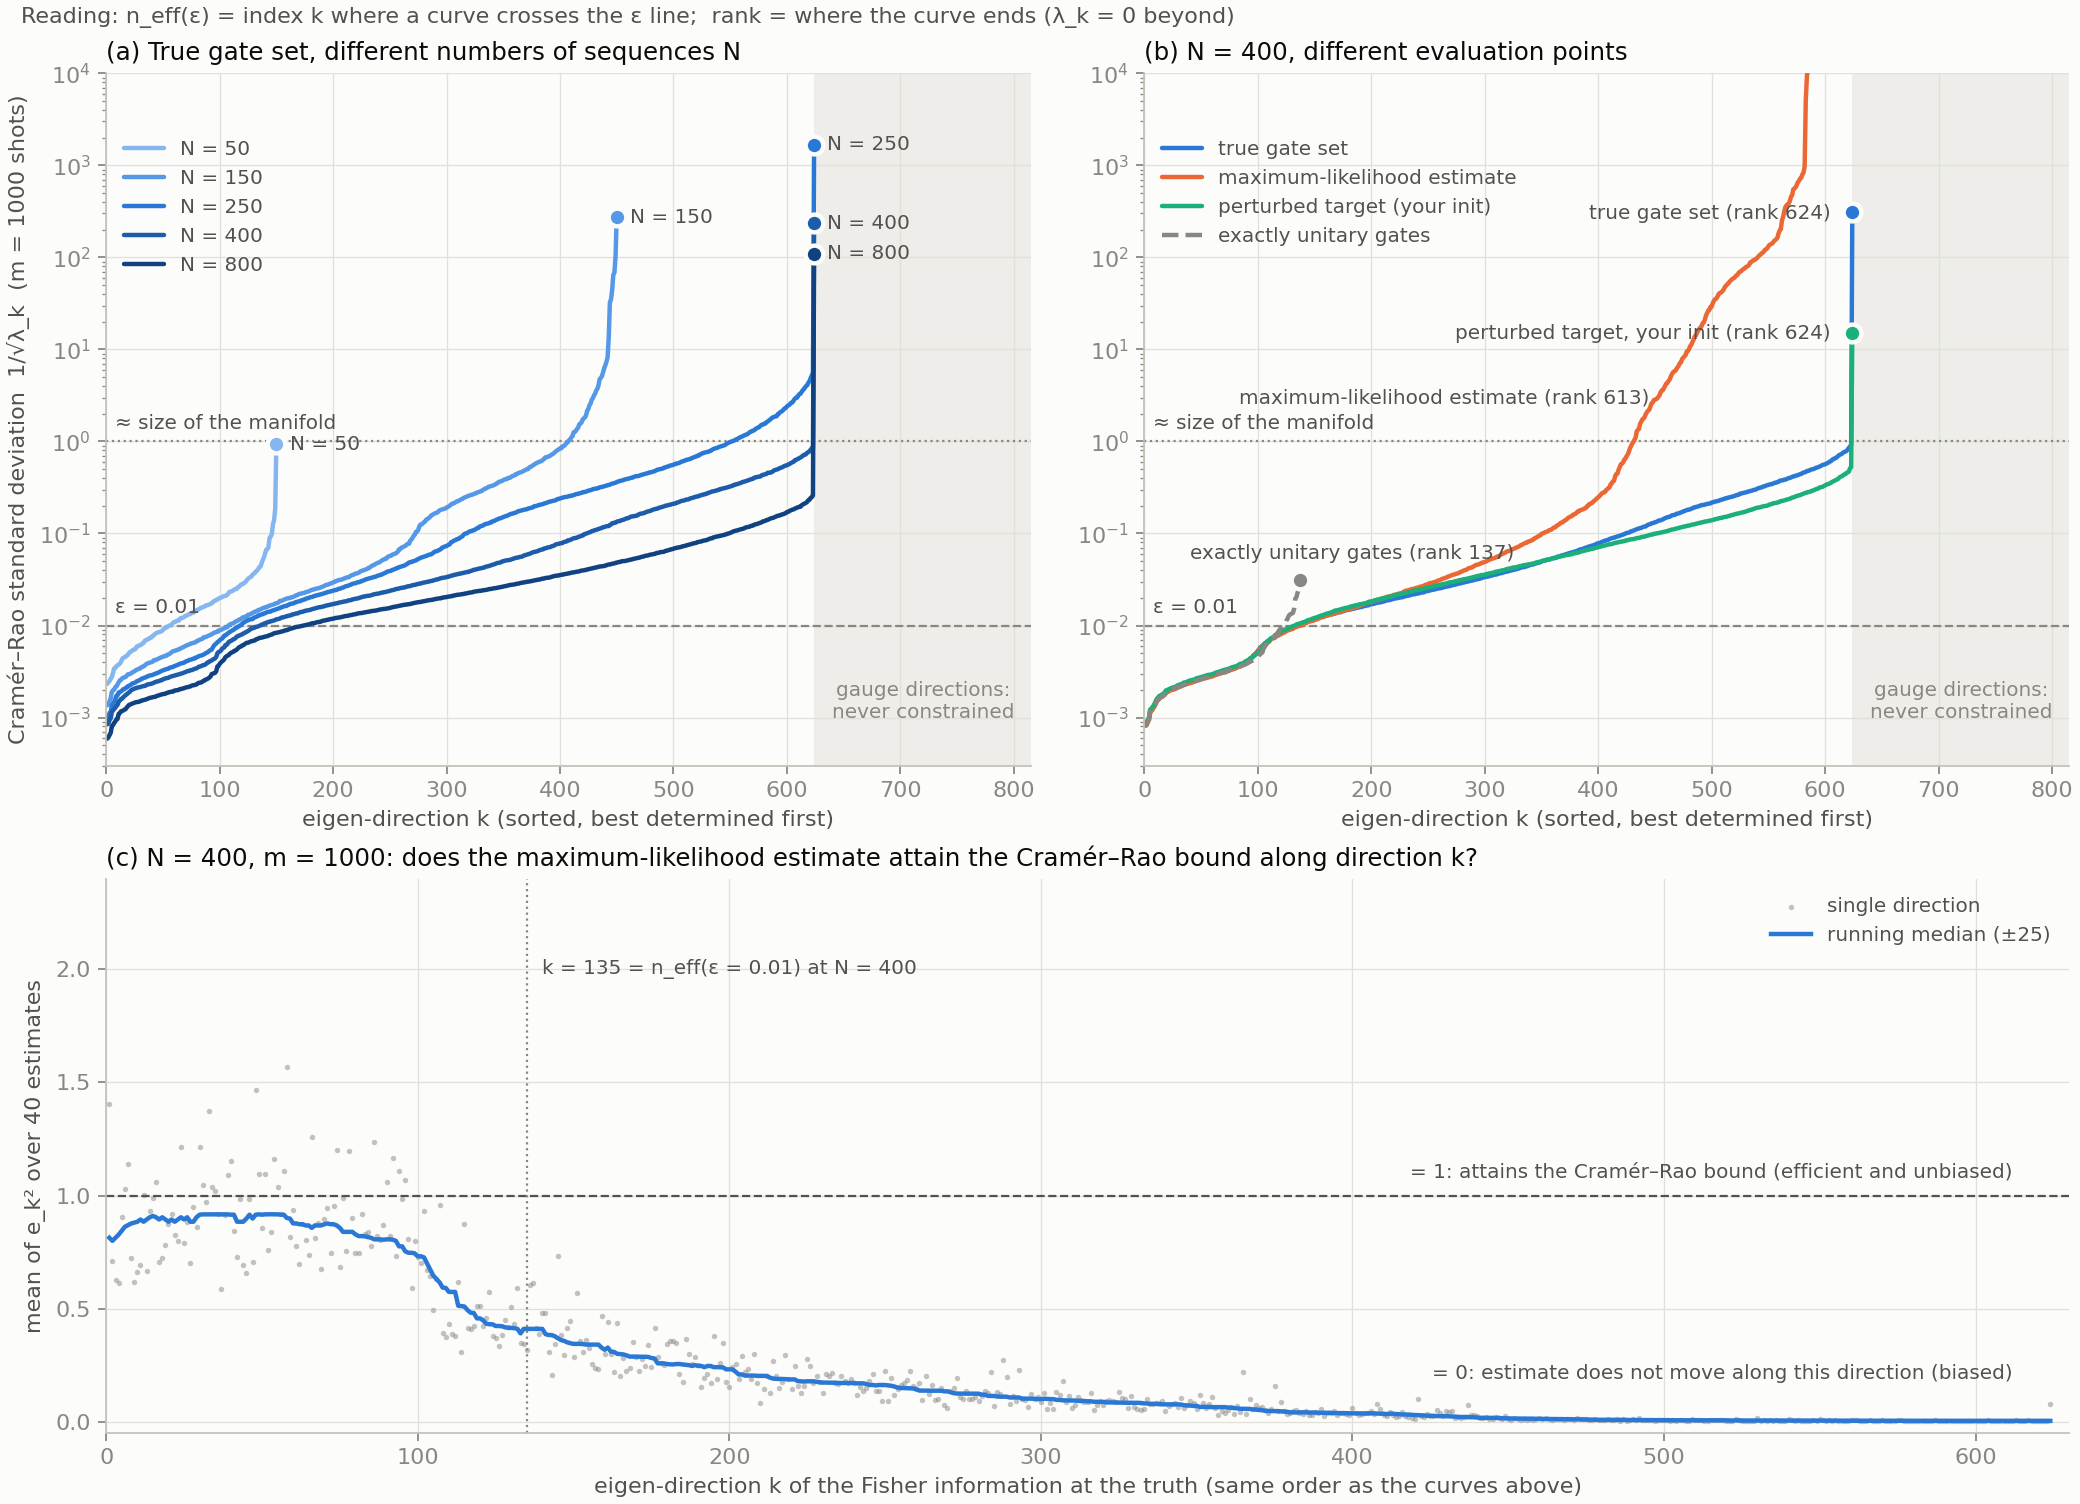 Reading: n_eff(ε) = index k where a curve crosses the ε line;  rank = where the curve ends (λ_k = 0 beyond)
(a) True gate set, different numbers of sequences N
Cramér–Rao standard deviation  1/√λ_k  (m = 1000 shots)
10⁴
10³
10²
10¹
10⁰
10⁻¹
10⁻²
10⁻³
N = 50
N = 150
N = 250
N = 400
N = 800
N = 250
N = 150
N = 400
N = 800
≈ size of the manifold
N = 50
ε = 0.01
gauge directions:
never constrained
0 100 200 300 400 500 600 700 800
eigen-direction k (sorted, best determined first)
(b) N = 400, different evaluation points
10⁴
10³
10²
10¹
10⁰
10⁻¹
10⁻²
10⁻³
true gate set
maximum-likelihood estimate
perturbed target (your init)
exactly unitary gates
true gate set (rank 624)
perturbed target, your init (rank 624)
maximum-likelihood estimate (rank 613)
≈ size of the manifold
exactly unitary gates (rank 137)
ε = 0.01
gauge directions:
never constrained
0 100 200 300 400 500 600 700 800
eigen-direction k (sorted, best determined first)
(c) N = 400, m = 1000: does the maximum-likelihood estimate attain the Cramér–Rao bound along direction k?
mean of e_k² over 40 estimates
2.0
1.5
1.0
0.5
0.0
single direction
running median (±25)
k = 135 = n_eff(ε = 0.01) at N = 400
= 1: attains the Cramér–Rao bound (efficient and unbiased)
= 0: estimate does not move along this direction (biased)
0 100 200 300 400 500 600
eigen-direction k of the Fisher information at the truth (same order as the curves above)